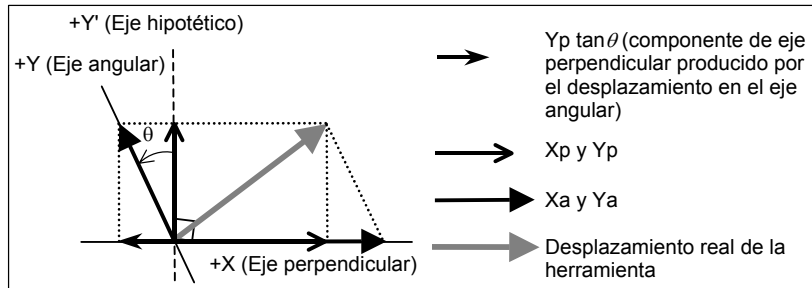 +Y' (Eje hipotético)
+Y (Eje angular)
θ
+X (Eje perpendicular)
Yp tanθ (componente de eje
perpendicular producido por
el desplazamiento en el eje
angular)
Xp y Yp
Xa y Ya
Desplazamiento real de la
herramienta